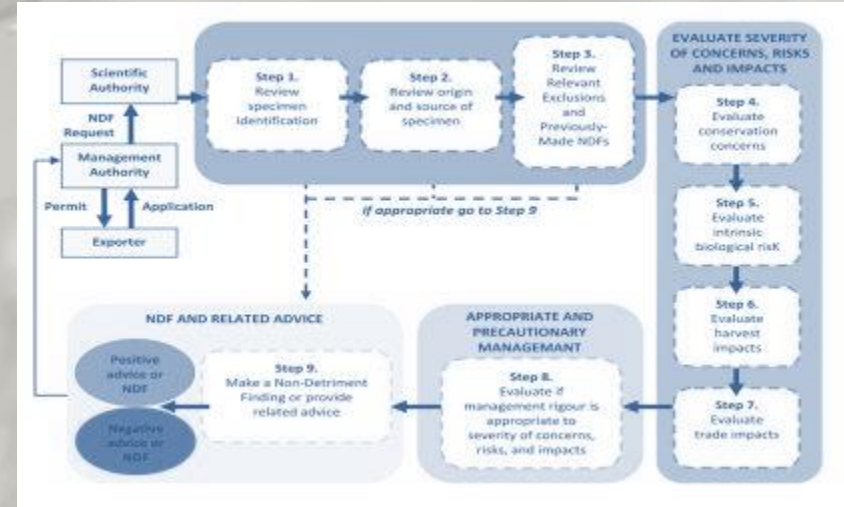 Scientific
Authority
NDF
Request
Management
Authority
Permit
Application
Exporter
Step 1.
Review
specimen
identification
Step 2.
Review origin
and source of
specimen
Step 3.
Review
Relevant
Exclusions
and
Previously-
Made NDFs
if appropriate go to Step 9
EVALUATE SEVERITY
OF CONCERNS, RISKS
AND IMPACTS
Step 4.
Evaluate
conservation
concerns
Step 5.
Evaluate
intrinsic
biological risk
Step 6.
Evaluate
harvest
impacts
Step 7.
Evaluate
trade impacts
APPROPRIATE AND
PRECAUTIONARY
MANAGEMENT
Step 8.
Evaluate if
management rigour is
appropriate to
severity of concerns,
risks, and impacts
NDF AND RELATED ADVICE
Step 9.
Make a Non-Detriment
Finding or provide
related advice
Positive
advice or
NDF
Negative
advice or
NDF